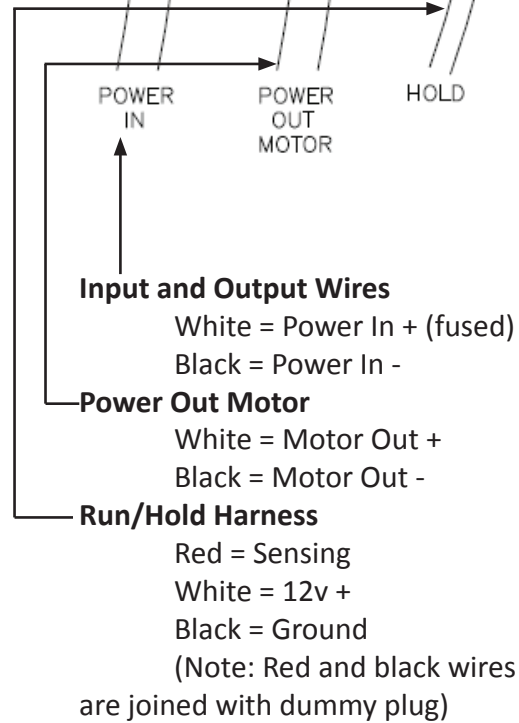 POWER
IN
POWER
OUT
MOTOR
HOLD
Input and Output Wires
White = Power In + (fused)
Black = Power In -
Power Out Motor
White = Motor Out +
Black = Motor Out -
Run/Hold Harness
Red = Sensing
White = 12v +
Black = Ground
(Note: Red and black wires
are joined with dummy plug)